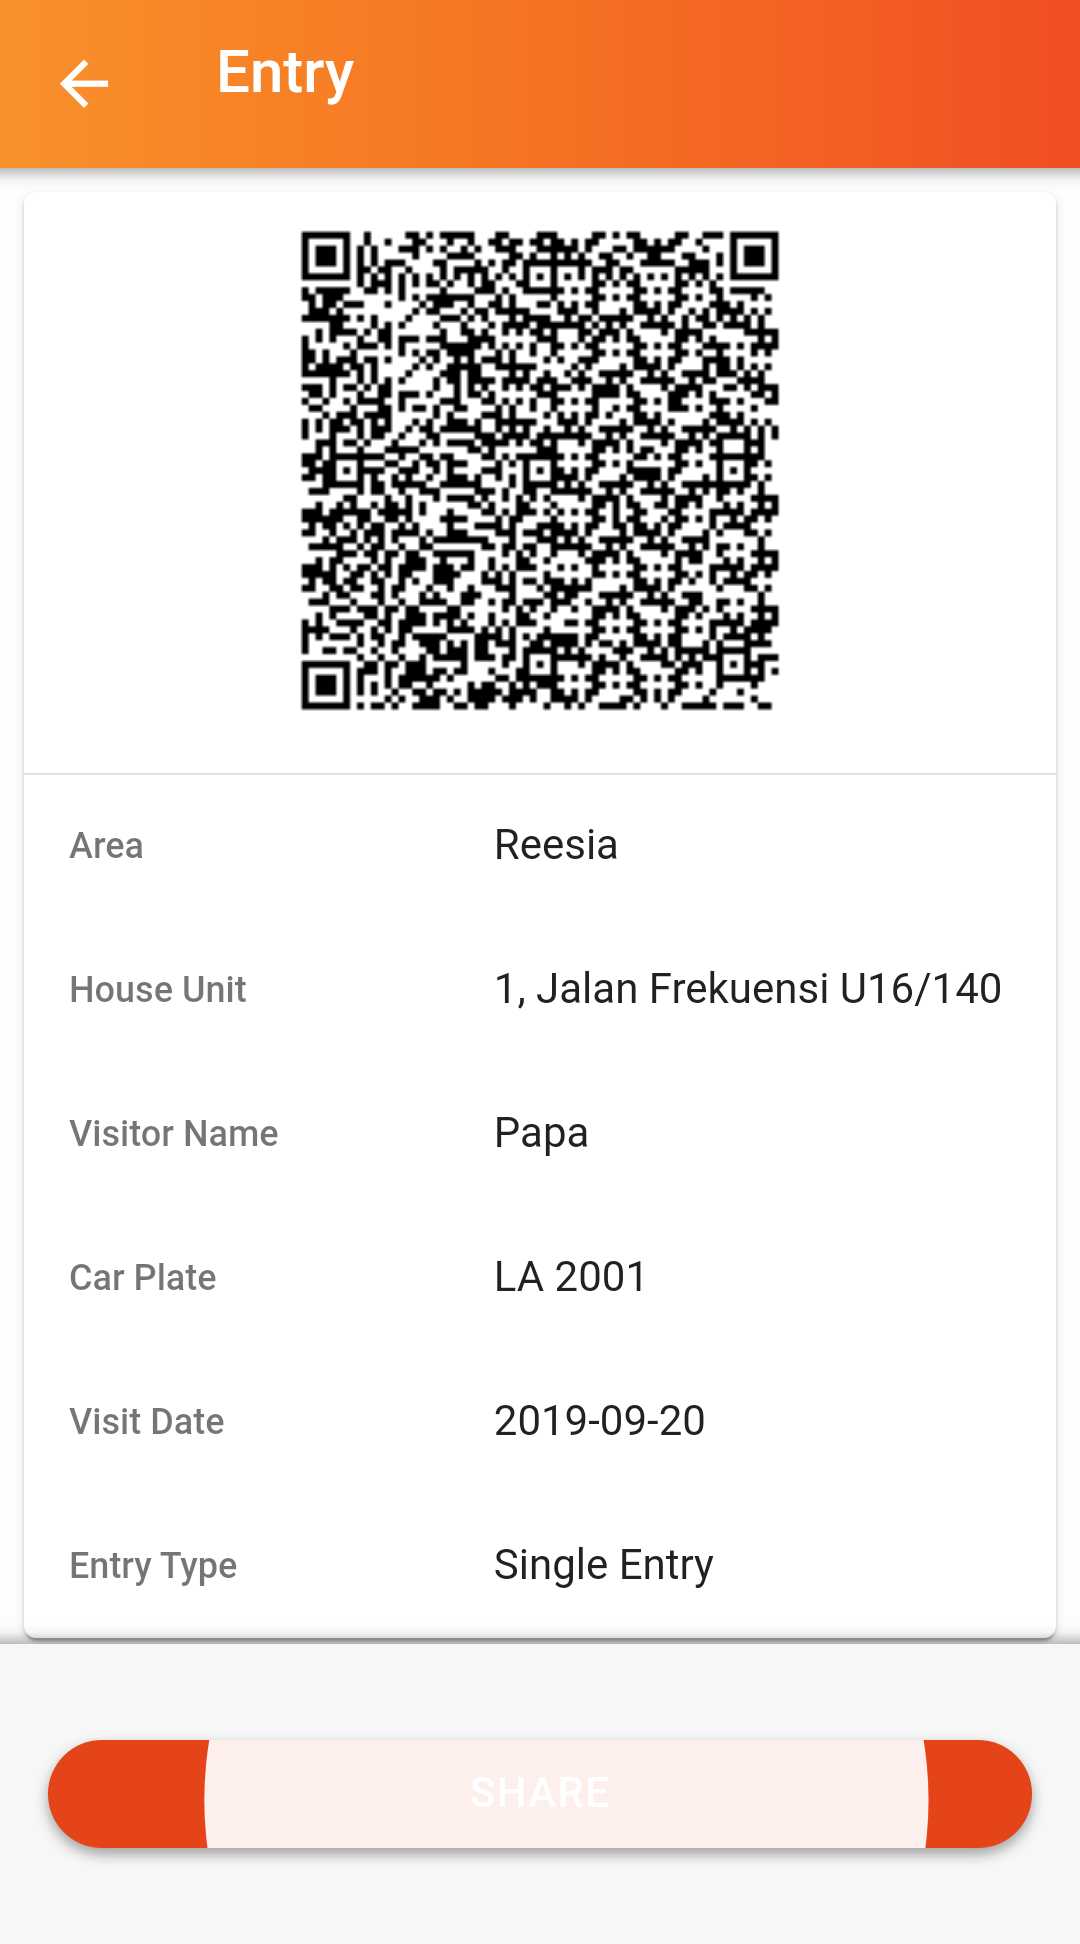 Entry
Area Reesia
House Unit 1, Jalan Frekuensi U16/140
Visitor Name Papa
Car Plate LA 2001
Visit Date 2019-09-20
Entry Type Single Entry
SHARE